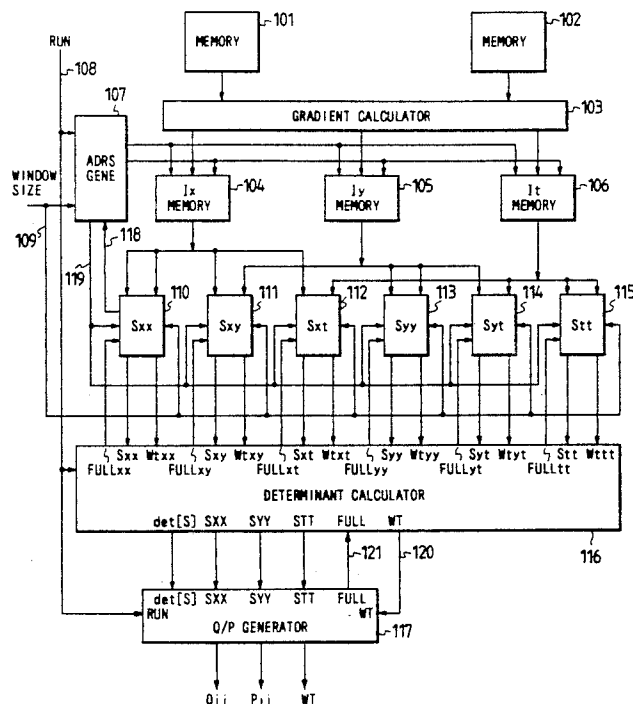 101
102
RUN
MEMORY
MEMORY
108
107
103
GRADIENT CALCULATOR
ADRS
GENE
WINDOW
SIZE
Ix
MEMORY
104
Iy
MEMORY
105
It
MEMORY
106
109
118
119
110
111
112
113
114
115
Sxx
Sxy
Sxt
Syy
Syt
Stt
Sxx Wtxx Sxy Wtxy Sxt Wtxt Syy Wtyy Syt Wtyt Stt Wttt
FULLxx FULLxy FULLxt FULLyy FULLyt FULLtt
DETERMINANT CALCULATOR
det[S] SXX SYY STT FULL WT
116
121
120
det[S] SXX SYY STT FULL
RUN WT
Q/P GENERATOR
117
Qij Pij WT